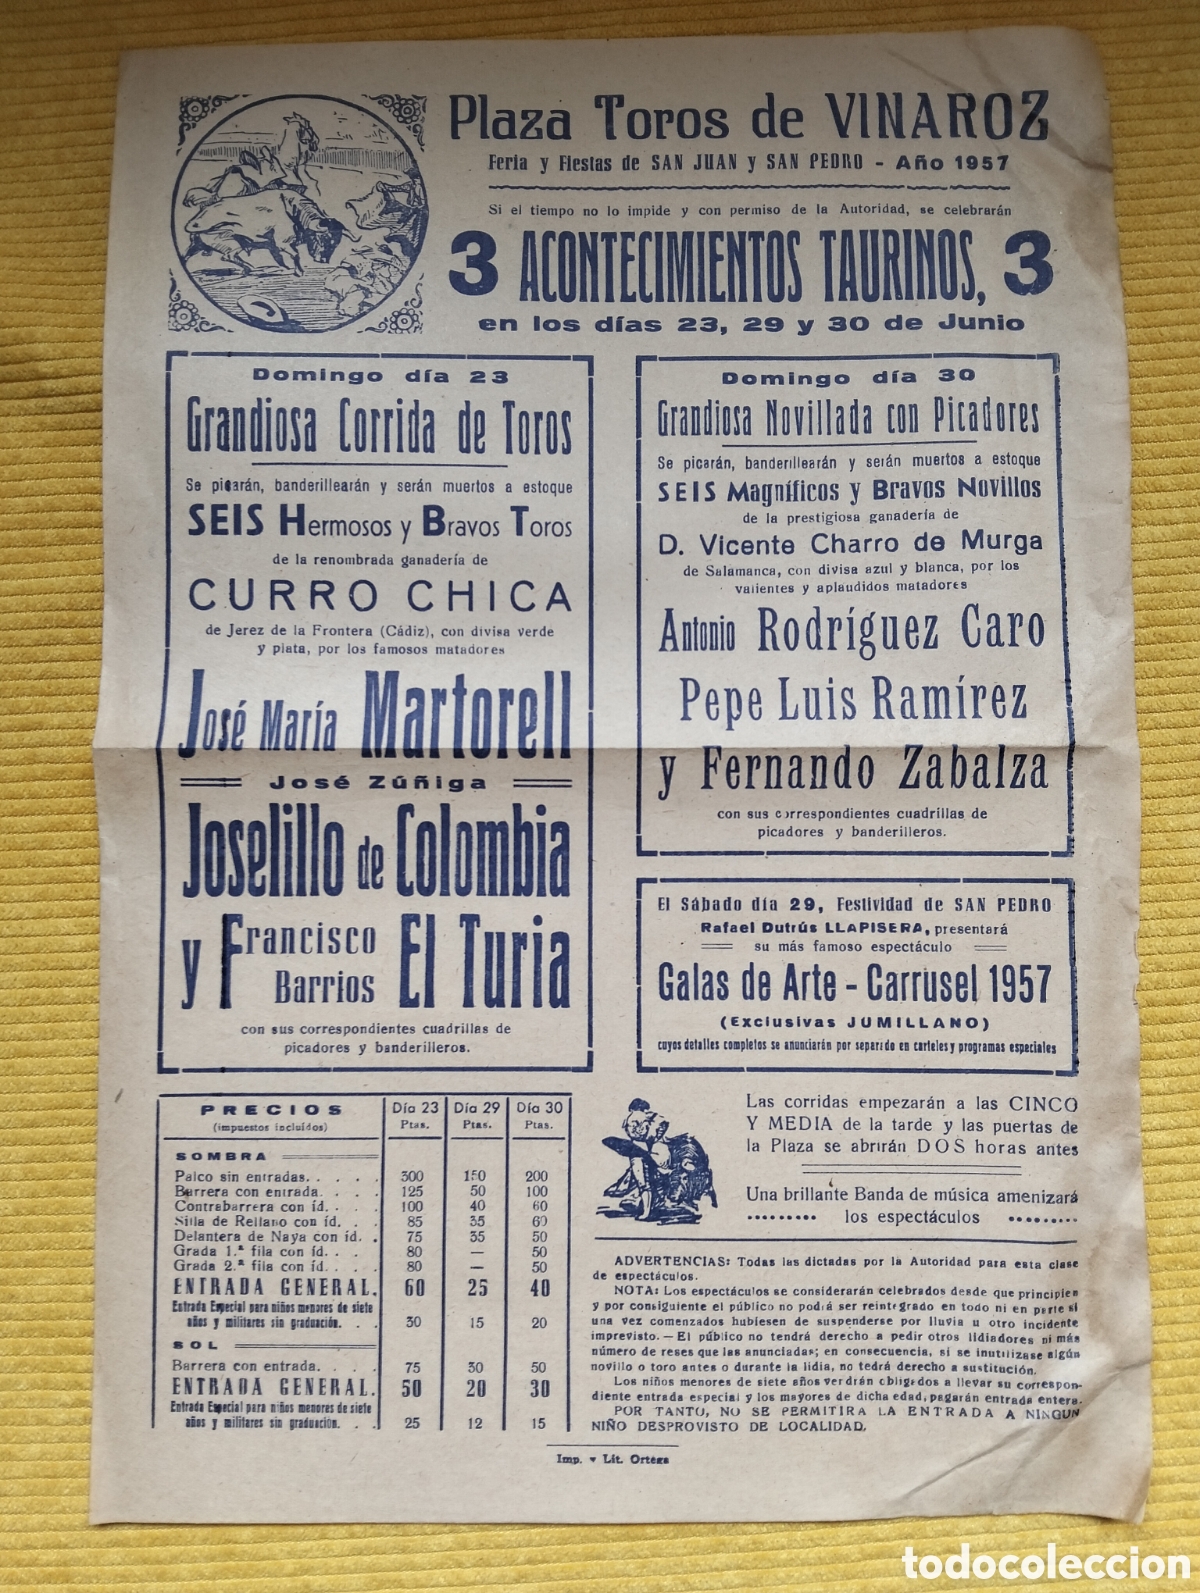 Plaza Toros de VINAROZ
Feria y Fiestas de SAN JUAN y SAN PEDRO - Año 1957
Si el tiempo no lo impide y con permiso de la Autoridad, se celebrarán
3 ACONTECIMIENTOS TAURINOS, 3
en los días 23, 29 y 30 de Junio
Domingo día 23
Grandiosa Corrida de Toros
Se picarán, banderillearán y serán muertos a estoque
SEIS Hermosos y Bravos Toros
de la renombrada ganadería de
CURRO CHICA
de Jerez de la Frontera (Cádiz), con divisa verde
y plata, por los famosos matadores
José María Martorell
José Zúñiga
Joselillo de Colombia
y Francisco Barrios El Turia
con sus correspondientes cuadrillas de
picadores y banderilleros.
Domingo día 30
Grandiosa Novillada con Picadores
Se picarán, banderillearán y serán muertos a estoque
SEIS Magníficos y Bravos Novillos
de la prestigiosa ganadería de
D. Vicente Charro de Murga
de Salamanca, con divisa azul y blanca, por los
valientes y aplaudidos matadores
Antonio Rodríguez Caro
Pepe Luis Ramírez
y Fernando Zabalza
con sus correspondientes cuadrillas de
picadores y banderilleros.
El Sábado día 29, Festividad de SAN PEDRO
Rafael Dutrús LLAPISERA, presentará
su más famoso espectáculo
Galas de Arte - Carrusel 1957
(Exclusivas JUMILLANO)
cuyos detalles completos se anunciarán por separado en carteles y programas especiales
PRECIOS Día 23 Día 29 Día 30
(impuestos incluídos) Ptas. Ptas. Ptas.
SOMBRA
Palco sin entradas. . . . . 300 150 200
Barrera con entrada. . . . 125 50 100
Contrabarrera con íd. . . . 100 40 60
Silla de Rellano con íd. . . 85 35 60
Delantera de Naya con íd. . 75 35 50
Grada 1.ª fila con íd. . . 80 — 50
Grada 2.ª fila con íd. . . . 80 — 50
ENTRADA GENERAL. 60 25 40
Entrada Especial para niños menores de siete
años y militares sin graduación. . . 30 15 20
SOL
Barrera con entrada. . . . 75 30 50
ENTRADA GENERAL. 50 20 30
Entrada Especial para niños menores de siete
años y militares sin graduación. . . 25 12 15
Las corridas empezarán a las CINCO
Y MEDIA de la tarde y las puertas de
la Plaza se abrirán DOS horas antes
Una brillante Banda de música amenizará
los espectáculos
ADVERTENCIAS: Todas las dictadas por la Autoridad para esta clase
de espectáculos.
NOTA: Los espectáculos se considerarán celebrados desde que principien
y por consiguiente el público no podrá ser reintegrado en todo ni en parte si
una vez comenzados hubiesen de suspenderse por lluvia u otro incidente
imprevisto. — El público no tendrá derecho a pedir otros lidiadores ni más
número de reses que las anunciadas; en consecuencia, si se inutilizase algún
novillo o toro antes o durante la lidia, no tedrá derecho a sustitución.
Los niños menores de siete años verdrán obligados a llevar su correspon-
diente entrada especial y los mayores de dicha edad, pagarán entrada entera.
POR TANTO, NO SE PERMITIRA LA ENTRADA A NINGUN
NIÑO DESPROVISTO DE LOCALIDAD.
Imp. y Lit. Ortega
todocoleccion